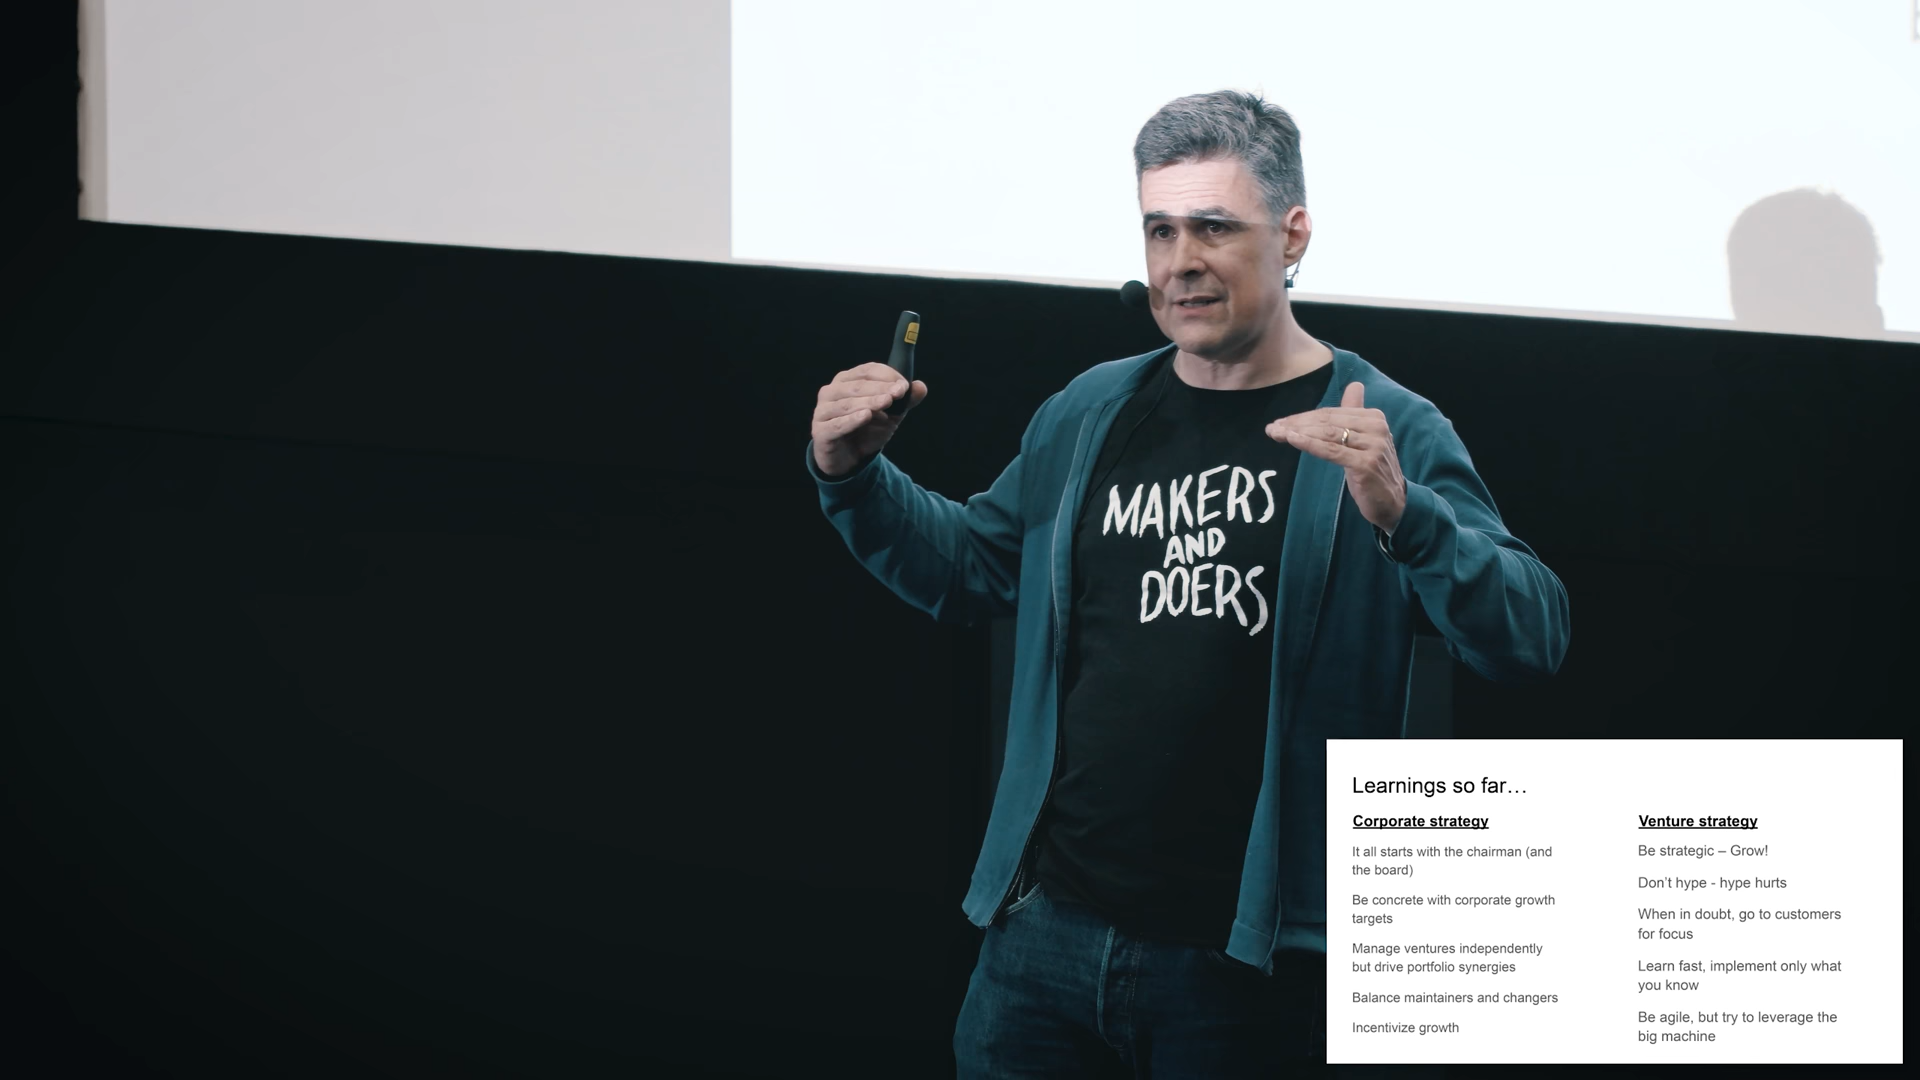 MAKERS
AND
DOERS
Learnings so far…
Corporate strategy
It all starts with the chairman (and
the board)
Be concrete with corporate growth
targets
Manage ventures independently
but drive portfolio synergies
Balance maintainers and changers
Incentivize growth
Venture strategy
Be strategic – Grow!
Don’t hype - hype hurts
When in doubt, go to customers
for focus
Learn fast, implement only what
you know
Be agile, but try to leverage the
big machine